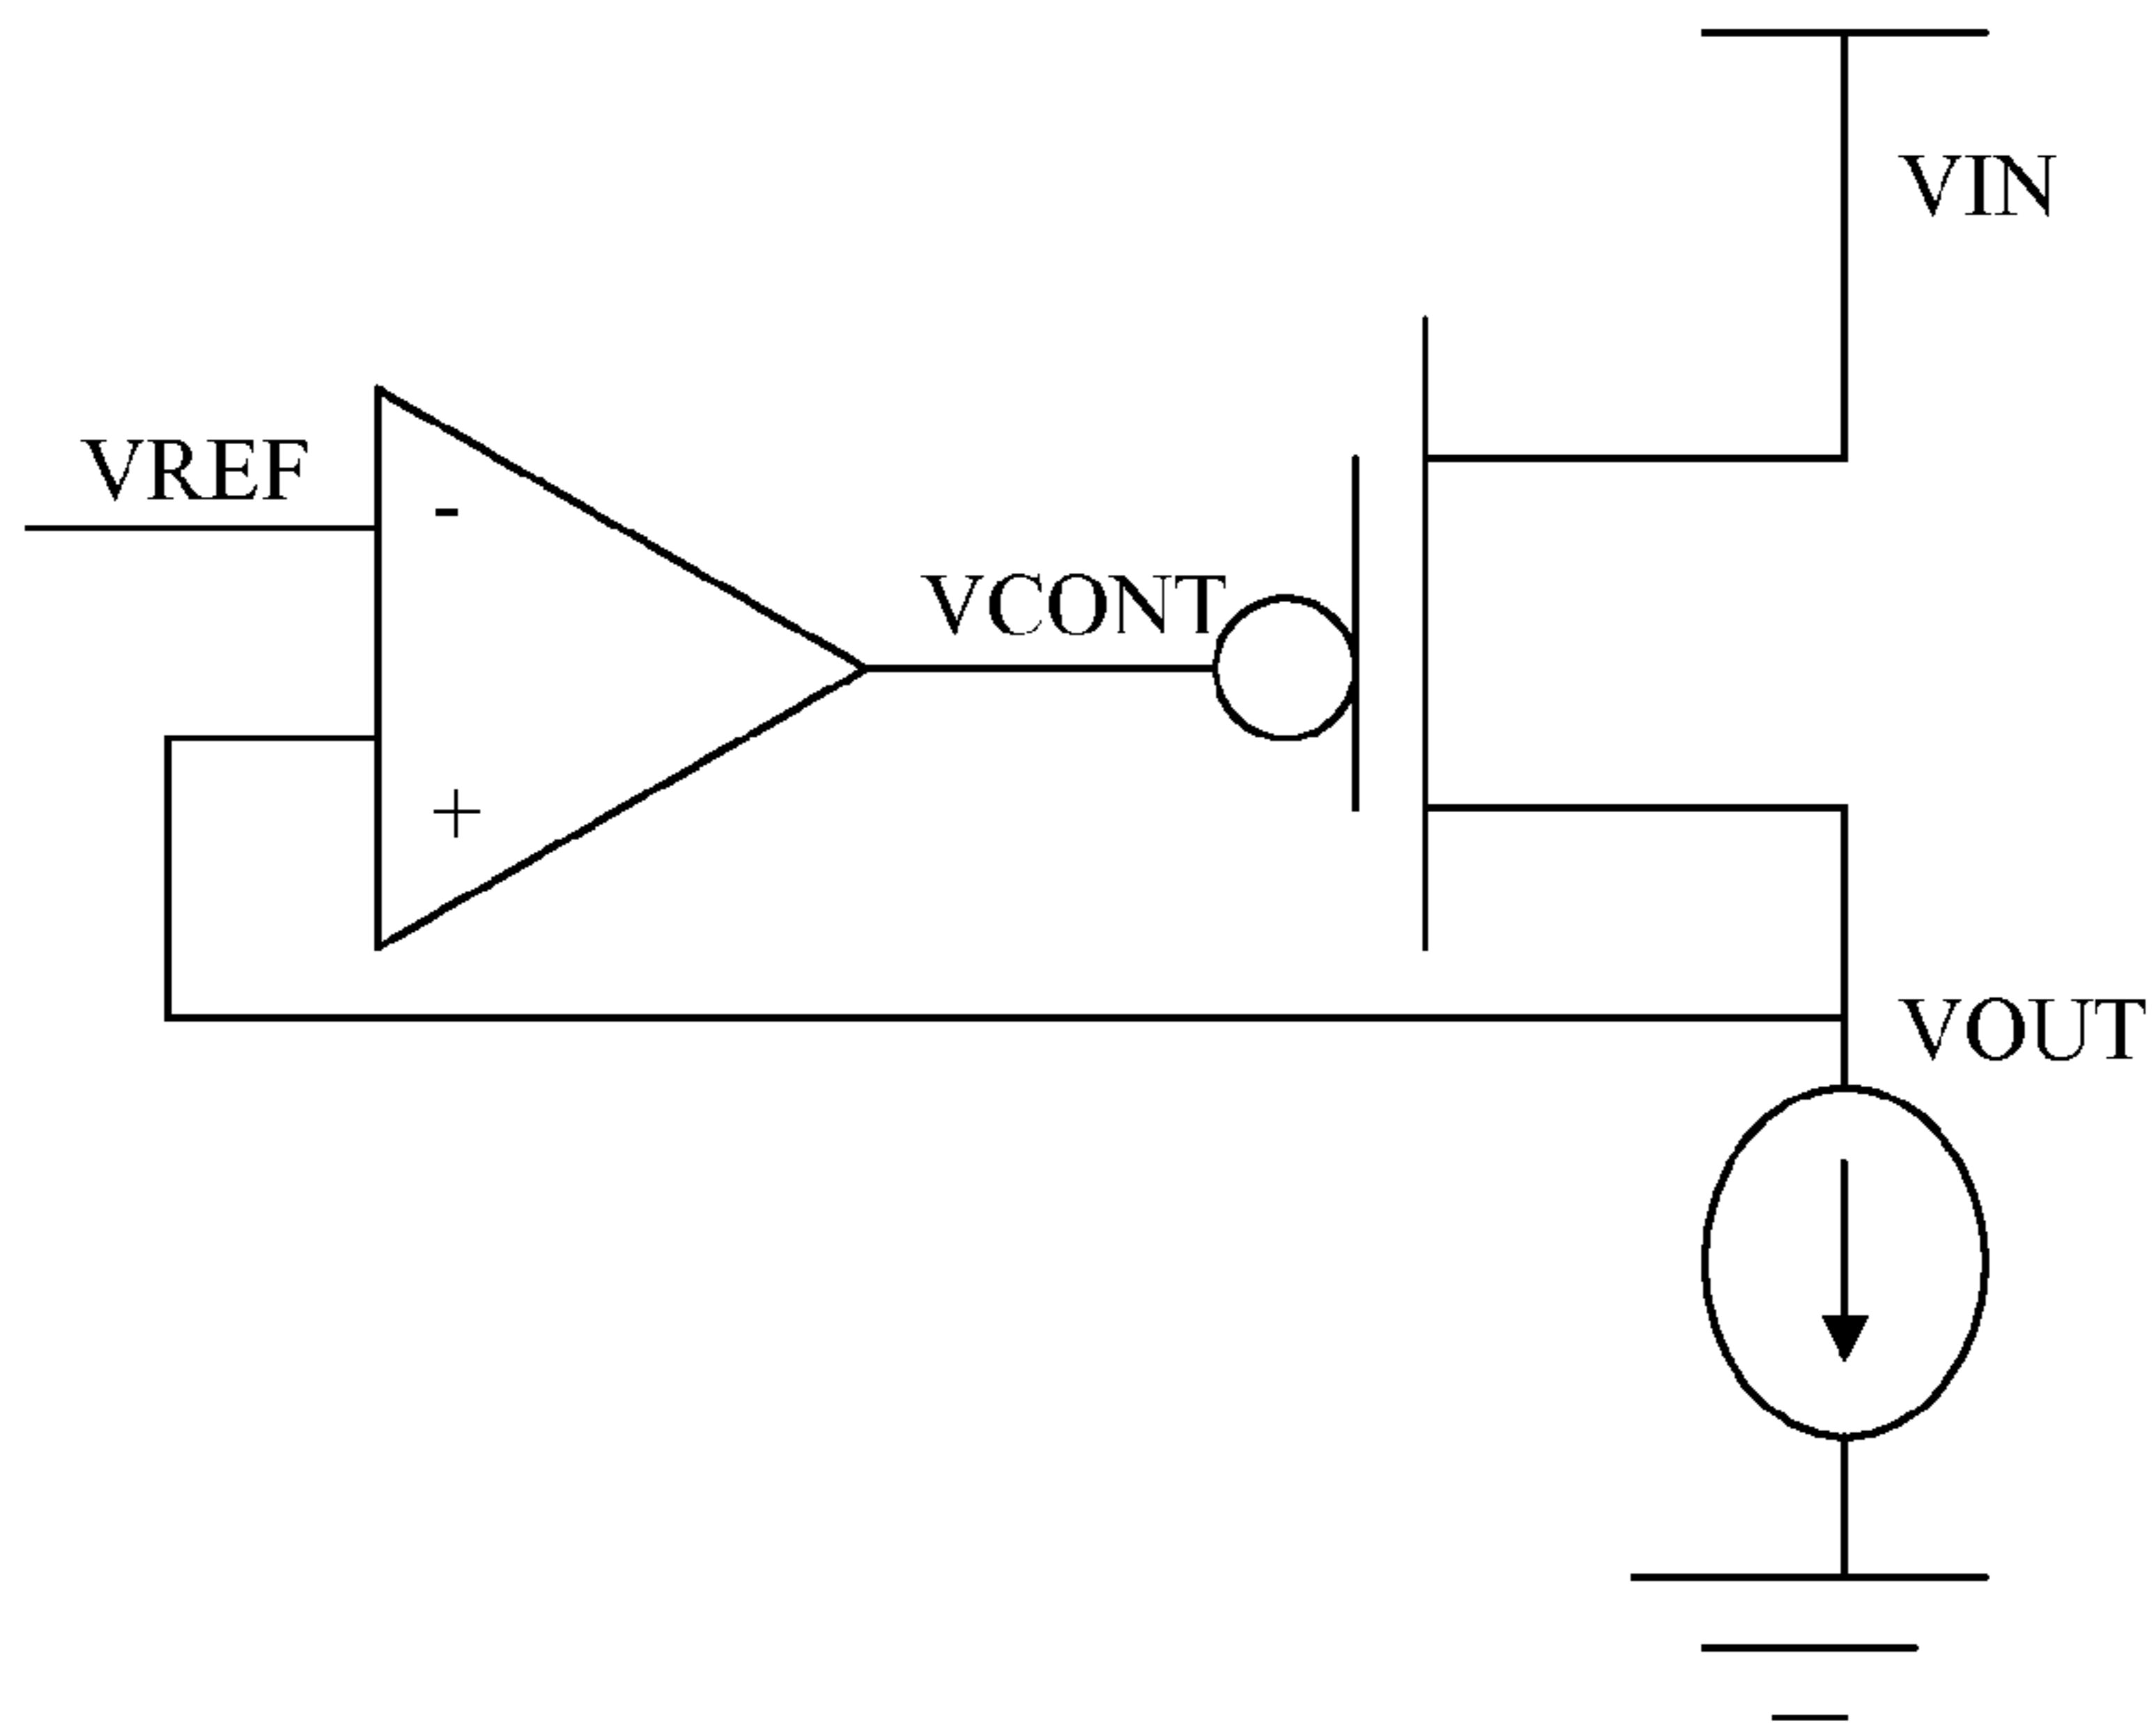 VIN
VREF
-
VCONT
+
VOUT